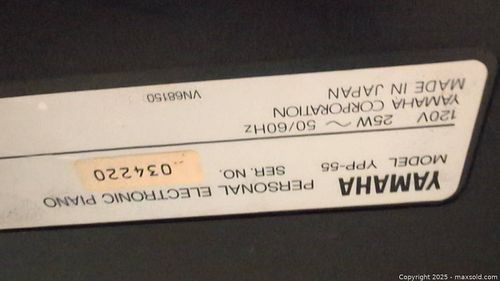 YAMAHA PERSONAL ELECTRONIC PIANO
MODEL YPP-55 SER. NO. 034220
120V 25W ~ 50/60Hz
YAMAHA CORPORATION
MADE IN JAPAN VN68150
Copyright © 2025 - maxsold.com